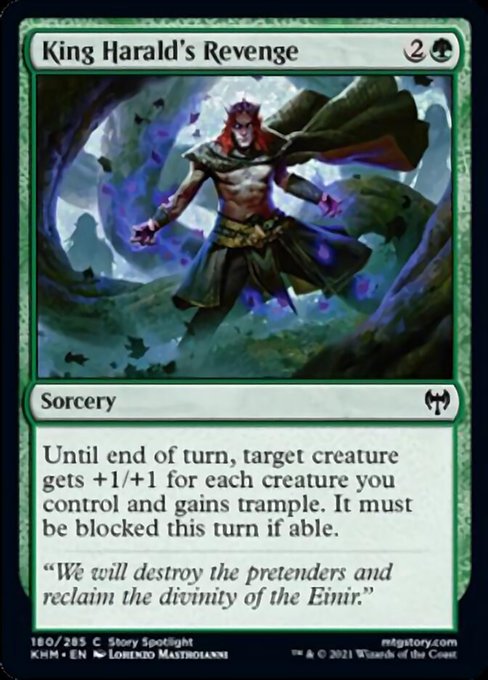 King Harald's Revenge 2
Sorcery
Until end of turn, target creature
gets +1/+1 for each creature you
control and gains trample. It must
be blocked this turn if able.
"We will destroy the pretenders and
reclaim the divinity of the Einir."
180/285 C Story Spotlight mtgstory.com
KHM • EN Lorenzo Mastroianni ™ & © 2021 Wizards of the Coast